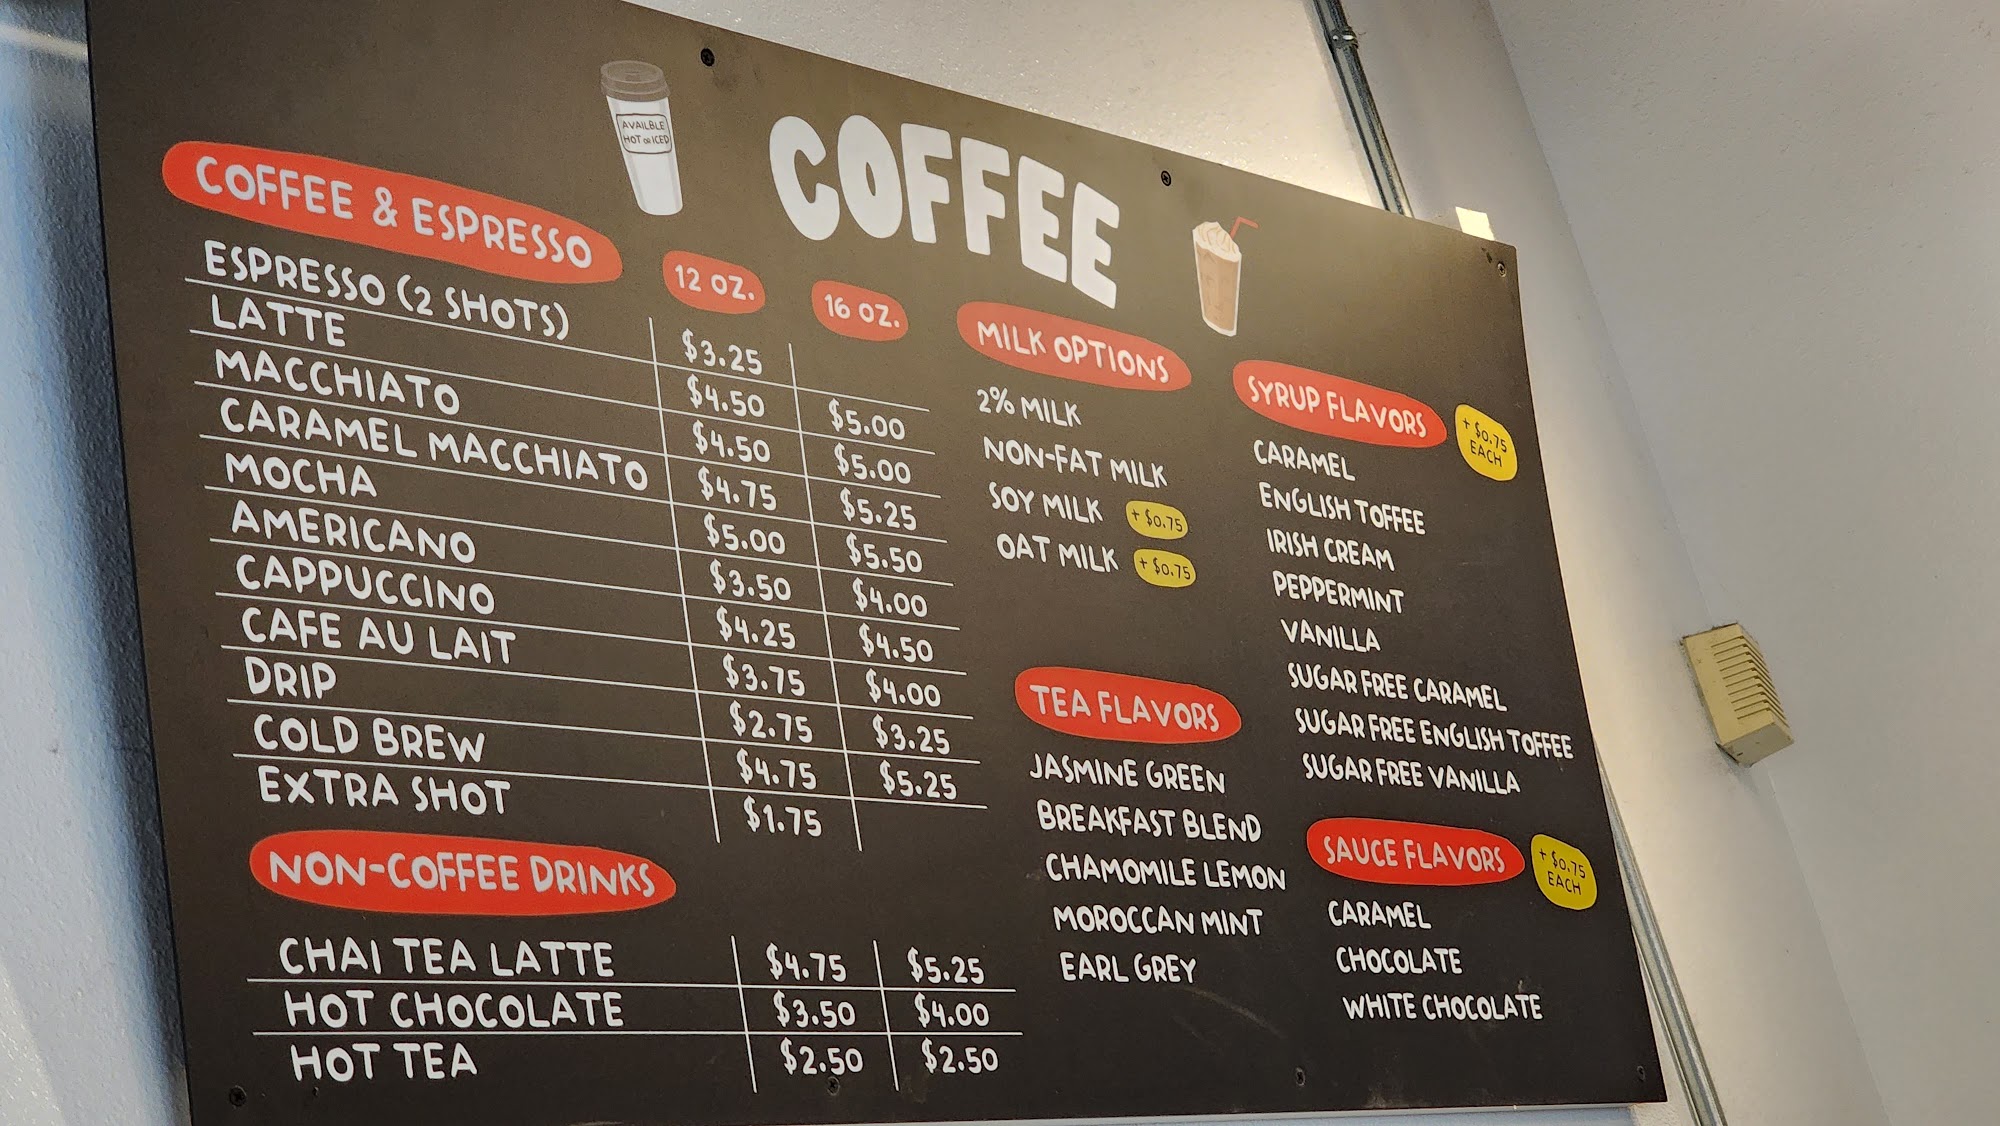 AVAILBLE
HOT OR ICED
COFFEE
COFFEE & ESPRESSO
12 OZ.
16 OZ.
ESPRESSO (2 SHOTS) $3.25
LATTE $4.50 $5.00
MACCHIATO $4.50 $5.00
CARAMEL MACCHIATO $4.75 $5.25
MOCHA $5.00 $5.50
AMERICANO $3.50 $4.00
CAPPUCCINO $4.25 $4.50
CAFE AU LAIT $3.75 $4.00
DRIP $2.75 $3.25
COLD BREW $4.75 $5.25
EXTRA SHOT $1.75
NON-COFFEE DRINKS
CHAI TEA LATTE $4.75 $5.25
HOT CHOCOLATE $3.50 $4.00
HOT TEA $2.50 $2.50
MILK OPTIONS
2% MILK
NON-FAT MILK
SOY MILK + $0.75
OAT MILK + $0.75
TEA FLAVORS
JASMINE GREEN
BREAKFAST BLEND
CHAMOMILE LEMON
MOROCCAN MINT
EARL GREY
SYRUP FLAVORS
+ $0.75
EACH
CARAMEL
ENGLISH TOFFEE
IRISH CREAM
PEPPERMINT
VANILLA
SUGAR FREE CARAMEL
SUGAR FREE ENGLISH TOFFEE
SUGAR FREE VANILLA
SAUCE FLAVORS
+ $0.75
EACH
CARAMEL
CHOCOLATE
WHITE CHOCOLATE